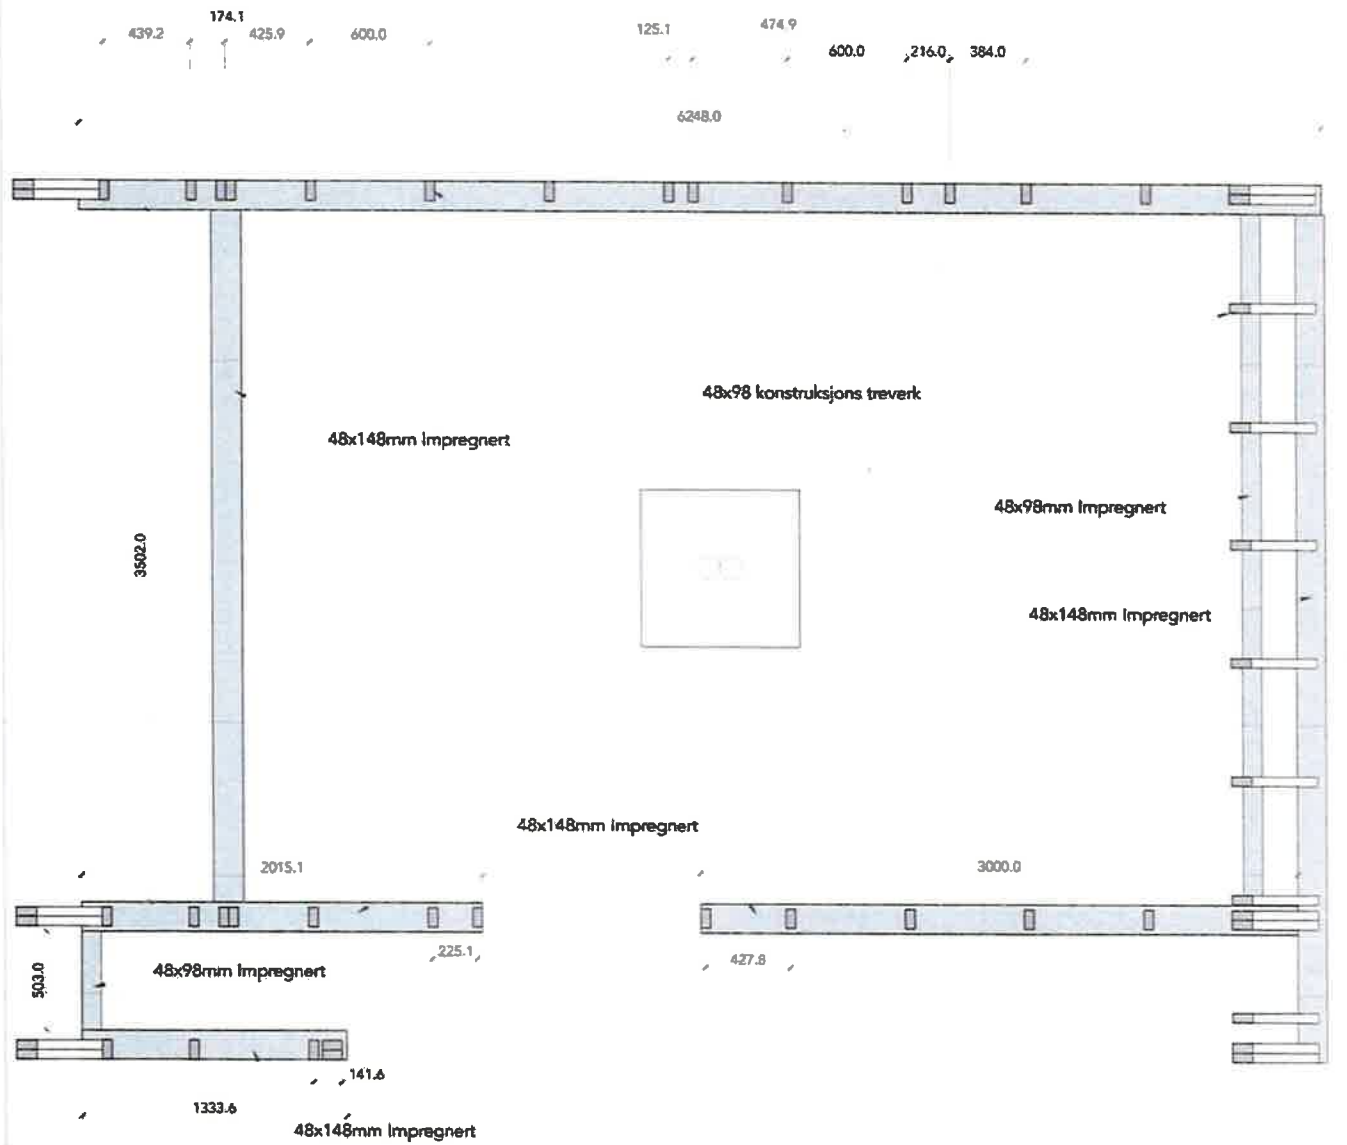 174.1
439.2 425.9 600.0
125.1 474.9
600.0 216.0 384.0
6248.0
48x98 konstruksjons treverk
48x148mm Impregnert
48x98mm Impregnert
3502.0
48x148mm Impregnert
48x148mm Impregnert
2015.1 3000.0
225.1 427.8
503.0
48x98mm Impregnert
141.6
1333.6
48x148mm Impregnert